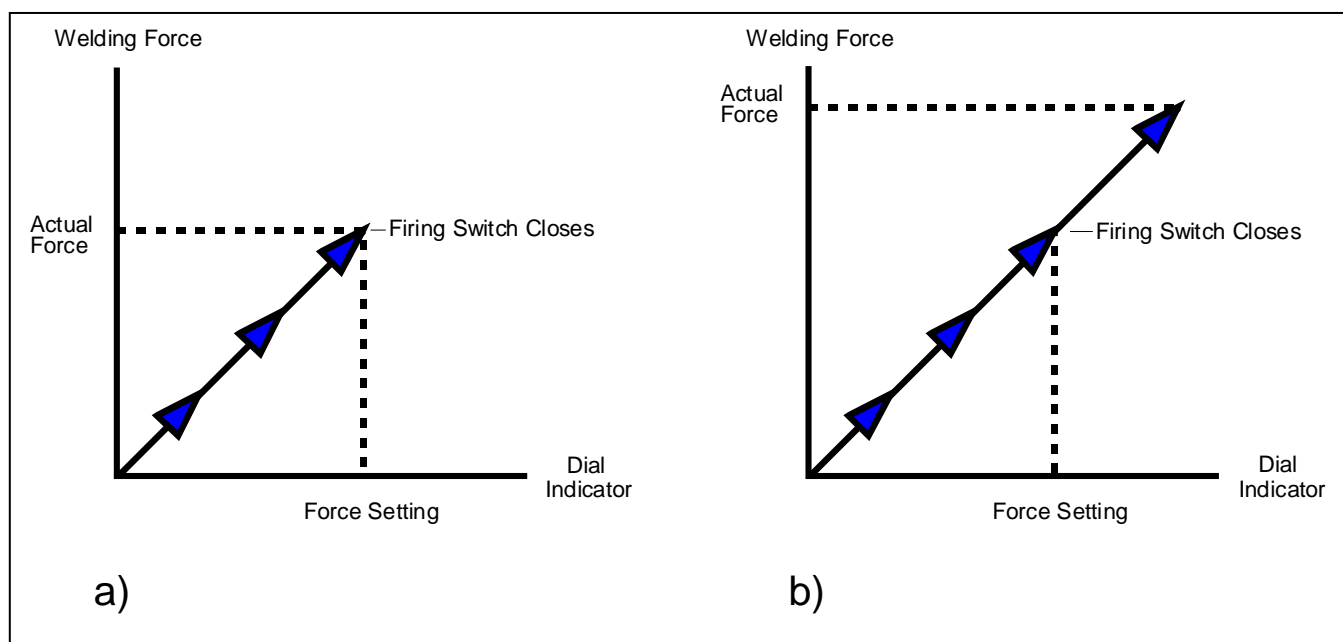 Welding Force
Actual
Force
Firing Switch Closes
Dial
Indicator
Force Setting
a)
Welding Force
Actual
Force
Firing Switch Closes
Dial
Indicator
Force Setting
b)